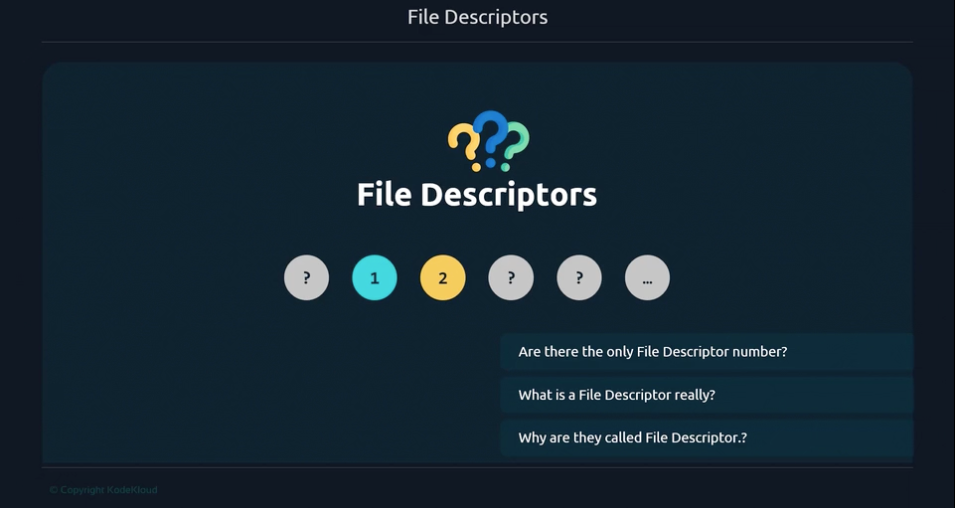 File Descriptors
???
File Descriptors
? 1 2 ? ? ...
Are there the only File Descriptor number?
What is a File Descriptor really?
Why are they called File Descriptor.?
© Copyright KodeKloud